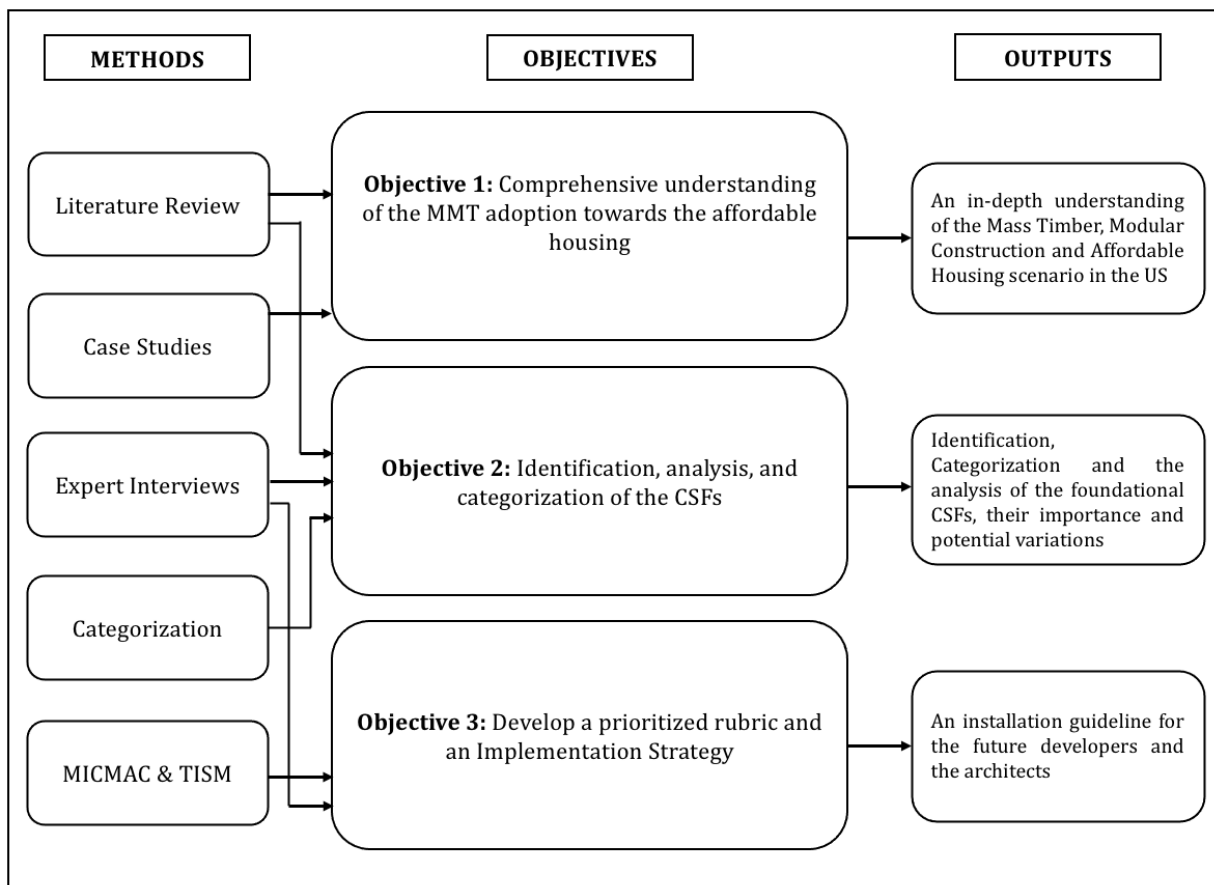 METHODS
OBJECTIVES
OUTPUTS
Literature Review
Case Studies
Expert Interviews
Categorization
MICMAC & TISM
Objective 1: Comprehensive understanding
of the MMT adoption towards the affordable
housing
Objective 2: Identification, analysis, and
categorization of the CSFs
Objective 3: Develop a prioritized rubric and
an Implementation Strategy
An in-depth understanding
of the Mass Timber, Modular
Construction and Affordable
Housing scenario in the US
Identification,
Categorization and the
analysis of the foundational
CSFs, their importance and
potential variations
An installation guideline for
the future developers and
the architects